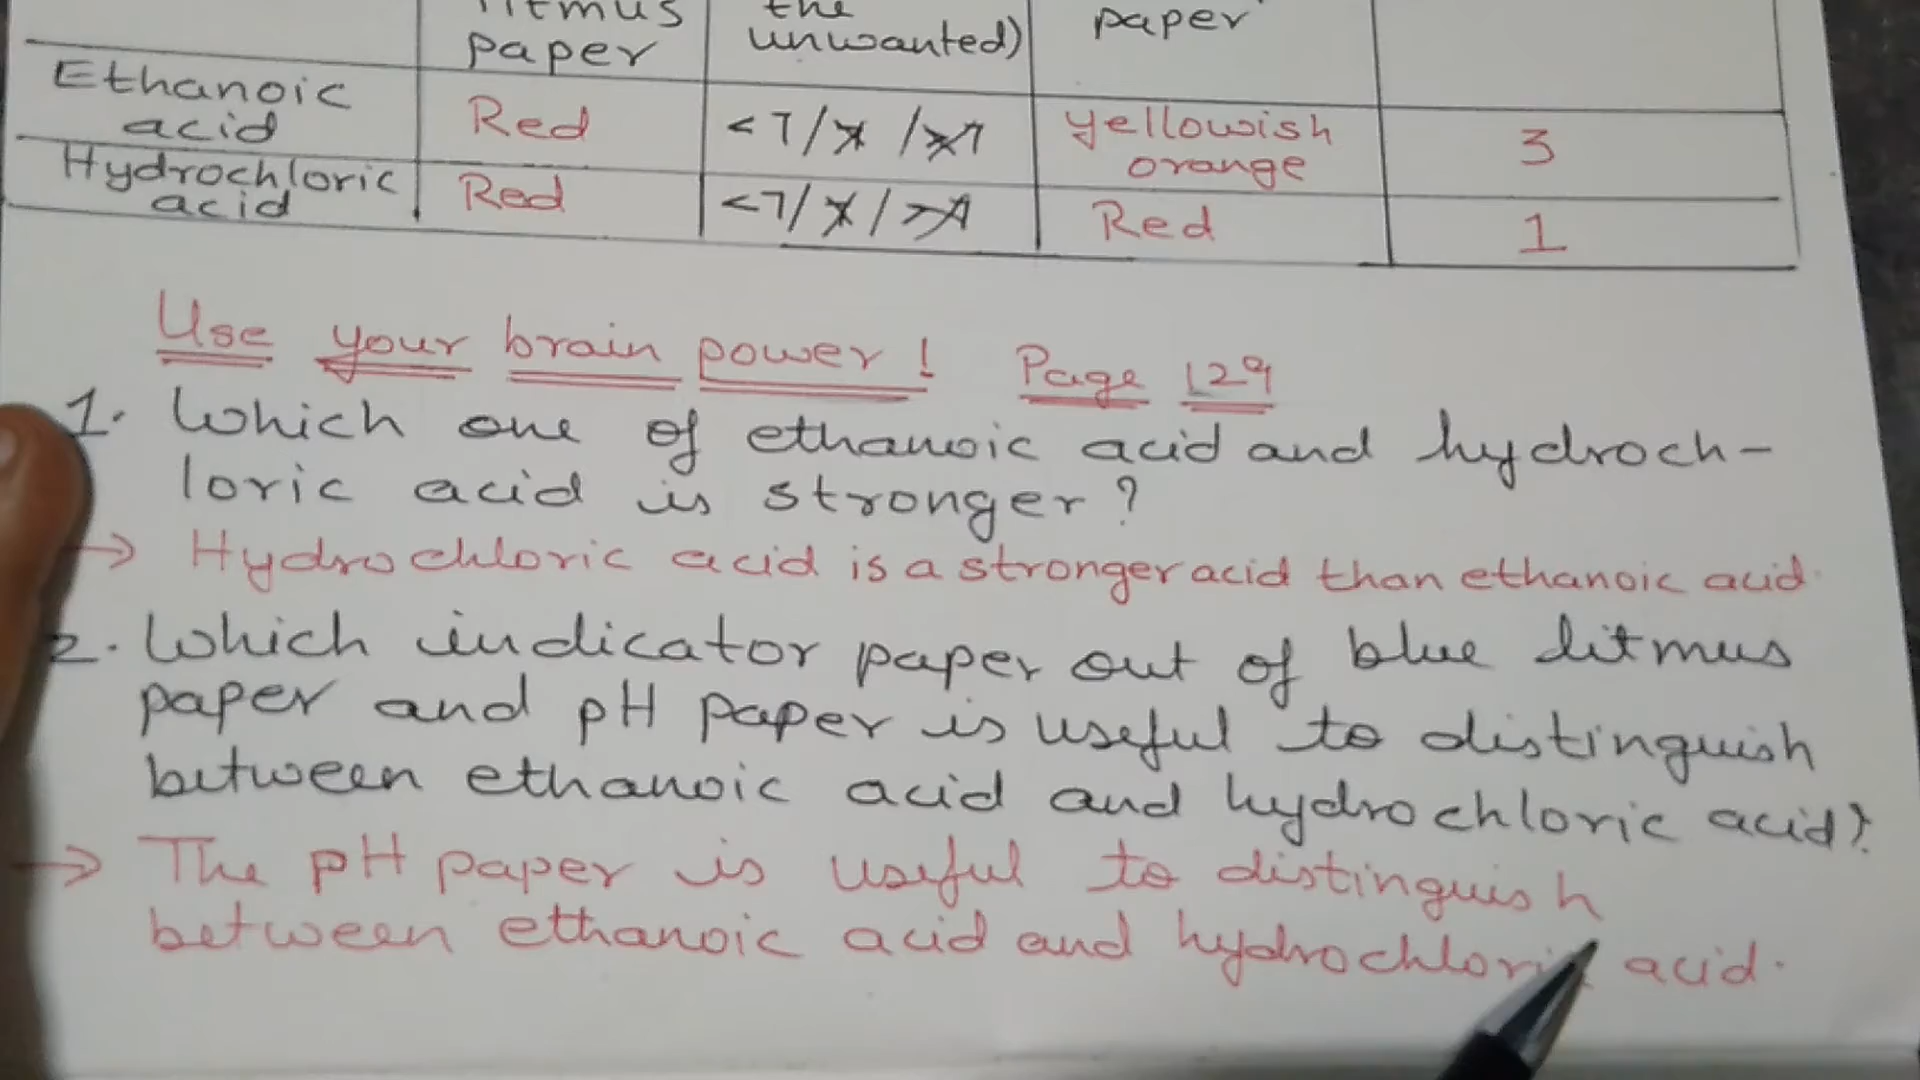 litmus the paper
paper unwanted)
Ethanoic acid Red <7/7/>7 yellowish orange 3
Hydrochloric acid Red <7/7/>7 Red 1
Use your brain power! Page 129
1. Which one of ethanoic acid and hydroch-
loric acid is stronger?
→ Hydrochloric acid is a stronger acid than ethanoic acid.
2. Which indicator paper out of blue litmus
paper and pH paper is useful to distinguish
between ethanoic acid and hydrochloric acid?
→ The pH paper is useful to distinguish
between ethanoic acid and hydrochloric acid.